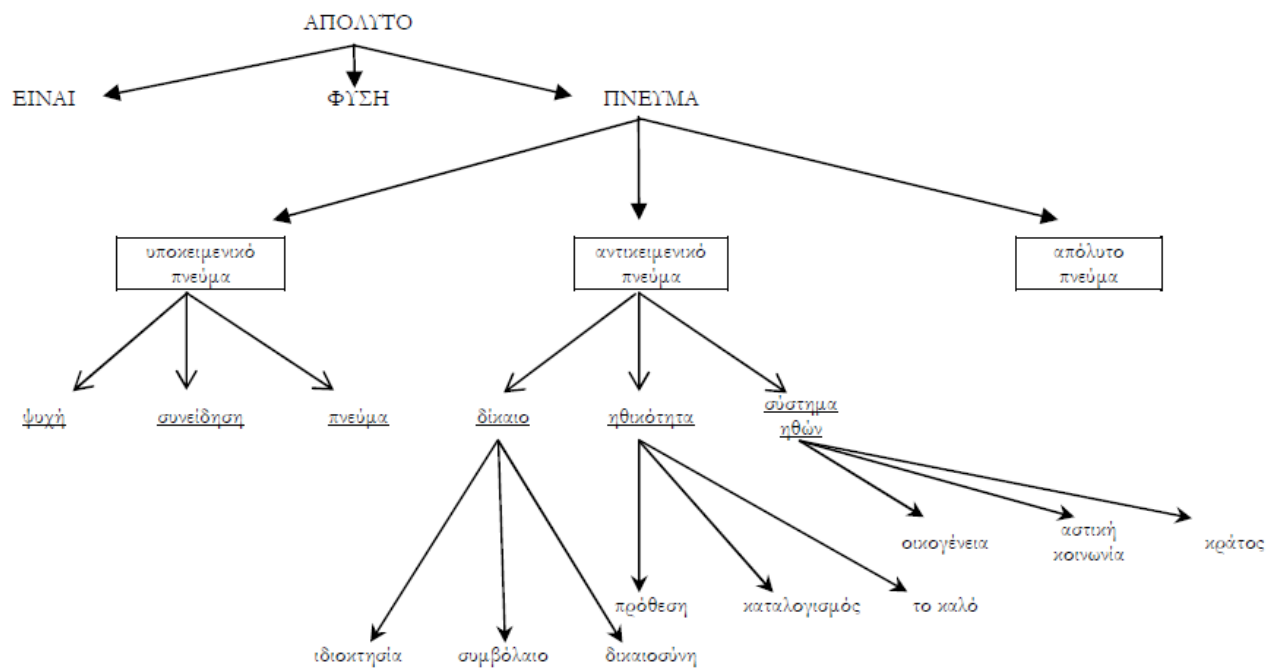 ΑΠΟΛΥΤΟ
ΕΙΝΑΙ
ΦΥΣΗ
ΠΝΕΥΜΑ
υποκειμενικό
πνεύμα
αντικειμενικό
πνεύμα
απόλυτο
πνεύμα
ψυχή
συνείδηση
πνεύμα
δίκαιο
ηθικότητα
σύστημα
ηθών
οικογένεια
αστική
κοινωνία
κράτος
πρόθεση
καταλογισμός
το καλό
ιδιοκτησία
συμβόλαιο
δικαιοσύνη